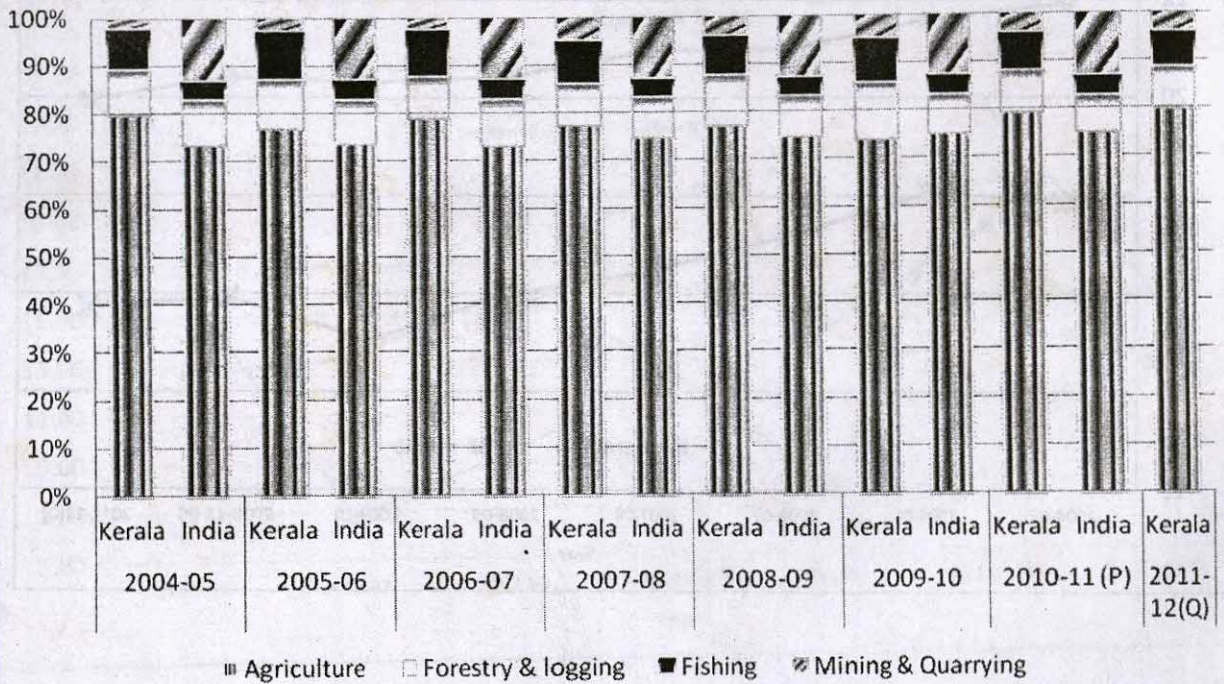 100%
90%
80%
70%
60%
50%
40%
30%
20%
10%
0%
Kerala India Kerala India Kerala India Kerala India Kerala India Kerala India Kerala India Kerala
2004-05 2005-06 2006-07 2007-08 2008-09 2009-10 2010-11 (P) 2011-
12(Q)
Agriculture Forestry & logging Fishing Mining & Quarrying